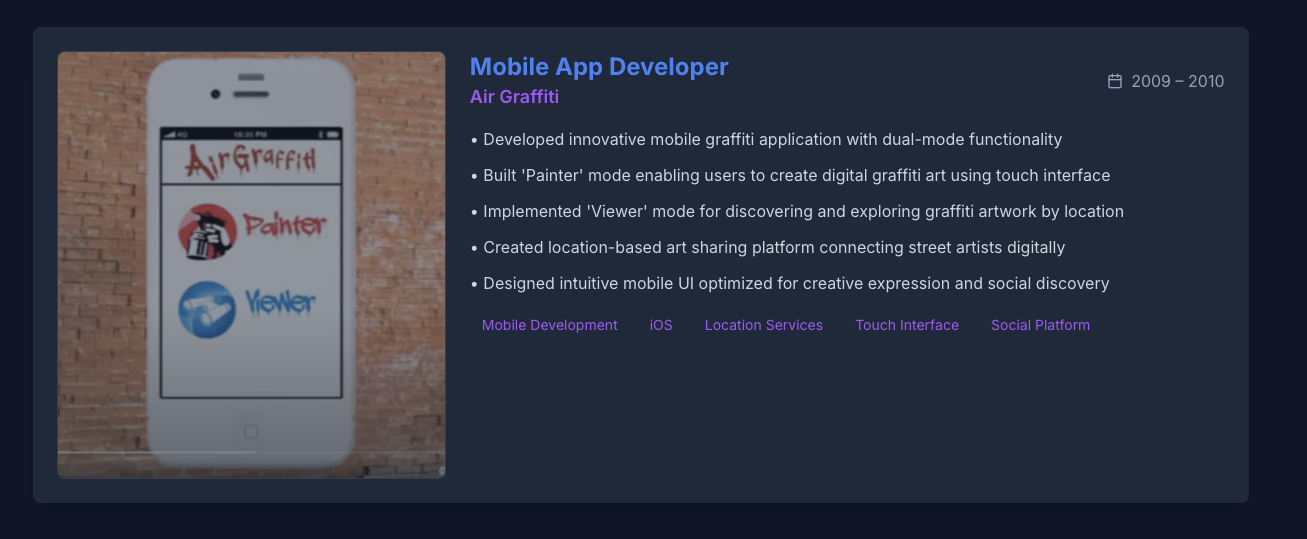 Mobile App Developer
Air Graffiti
2009 – 2010
• Developed innovative mobile graffiti application with dual-mode functionality
• Built 'Painter' mode enabling users to create digital graffiti art using touch interface
• Implemented 'Viewer' mode for discovering and exploring graffiti artwork by location
• Created location-based art sharing platform connecting street artists digitally
• Designed intuitive mobile UI optimized for creative expression and social discovery
Mobile Development iOS Location Services Touch Interface Social Platform
4G 18:35 PM
AirGraffiti
Painter
Viewer